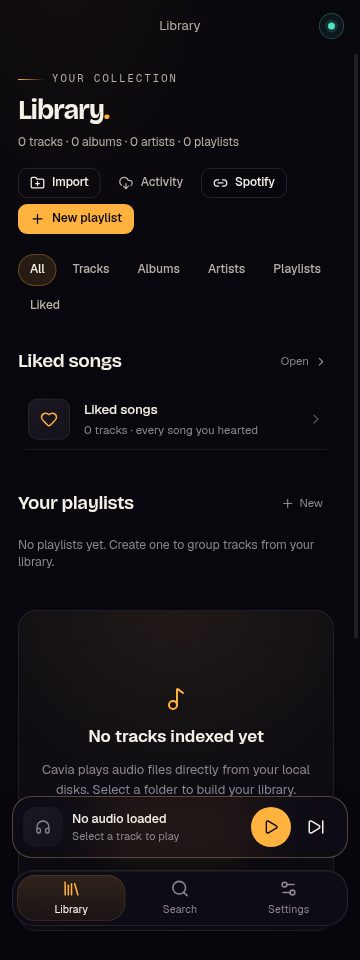 Library
YOUR COLLECTION
Library.
0 tracks · 0 albums · 0 artists · 0 playlists
Import
Activity
Spotify
New playlist
All
Tracks
Albums
Artists
Playlists
Liked
Liked songs
Open
Liked songs
0 tracks · every song you hearted
Your playlists
New
No playlists yet. Create one to group tracks from your
library.
No tracks indexed yet
Cavia plays audio files directly from your local
disks. Select a folder to build your library.
No audio loaded
Select a track to play
Library
Search
Settings